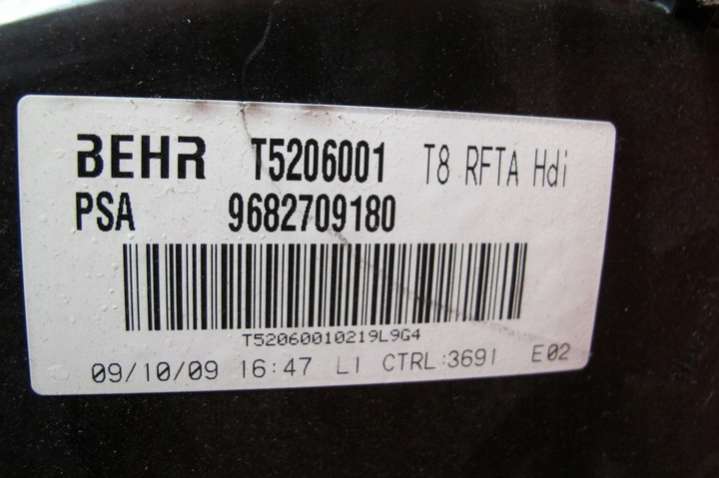 BEHR T5206001 T8 RFTA Hdi
PSA 9682709180
T52060010219L9G4
09/10/09 16:47 L1 CTRL:3691 E02